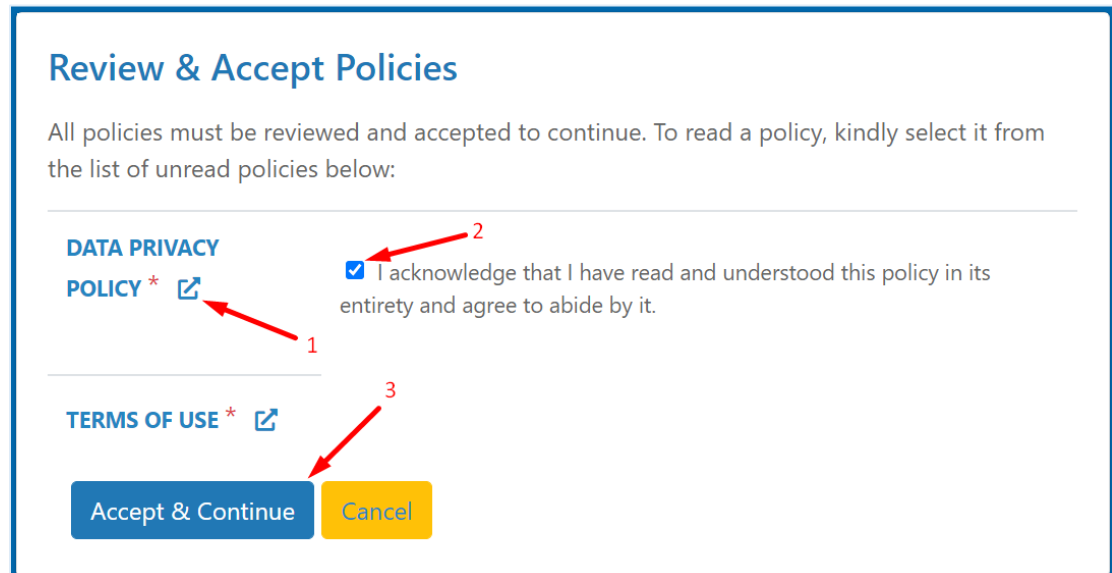 Review & Accept Policies
All policies must be reviewed and accepted to continue. To read a policy, kindly select it from
the list of unread policies below:
2
DATA PRIVACY
POLICY *
I acknowledge that I have read and understood this policy in its
entirety and agree to abide by it.
1
3
TERMS OF USE *
Accept & Continue
Cancel